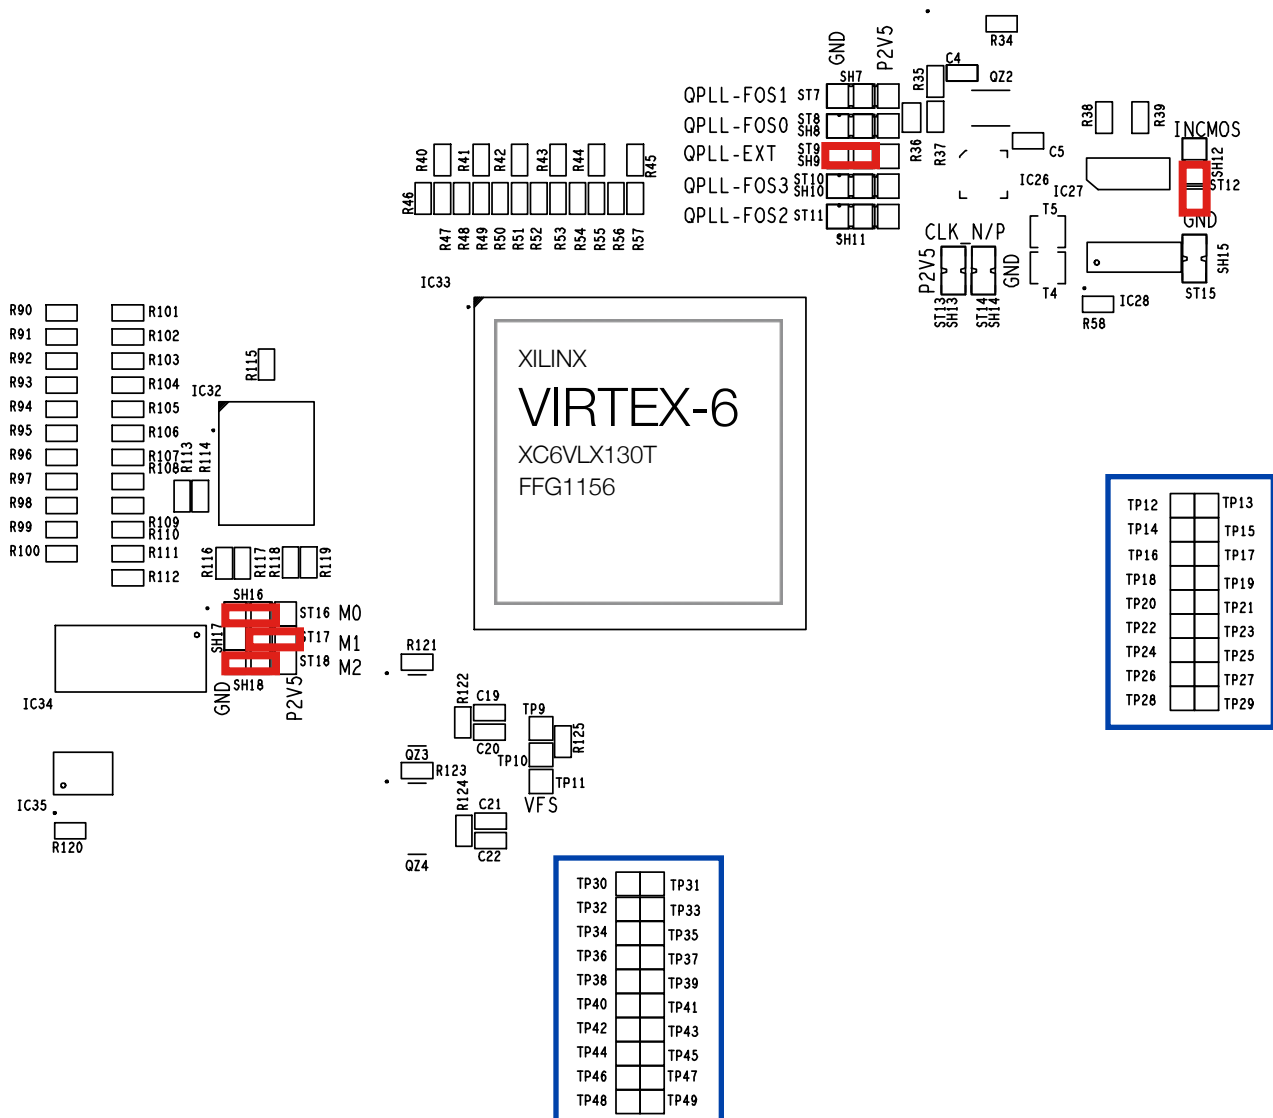 R34
GND
P2V5
SH7
C4
QZ2
R35
QPLL-FOS1 ST7
QPLL-FOS0 ST8
SH8
QPLL-EXT ST9
SH9
QPLL-FOS3 ST10
SH10
QPLL-FOS2 ST11
SH11
R36
R37
C5
R38
R39
INCMOS
SH12
ST12
GND
IC26
IC27
T5
T4
CLK_N/P
P2V5
GND
ST13
SH13
ST14
SH14
IC28
R58
SH15
ST15
R40
R41
R42
R43
R44
R45
R46
R47
R48
R49
R50
R51
R52
R53
R54
R55
R56
R57
IC33
XILINX
VIRTEX-6
XC6VLX130T
FFG1156
R90 R101
R91 R102
R92 R103
R93 R104
R94 R105
R95 R106
R96 R107
R108
R97
R98
R99 R109
R110
R100 R111
R112
R115
IC32
R113
R114
R116
R117
R118
R119
SH16
ST16 M0
SH17
ST17 M1
ST18 M2
SH18
GND
P2V5
IC34
IC35
R120
R121
R122
C19
C20
QZ3
R123
R124
C21
C22
QZ4
TP9
TP10
R125
TP11
VFS
TP12 TP13
TP14 TP15
TP16 TP17
TP18 TP19
TP20 TP21
TP22 TP23
TP24 TP25
TP26 TP27
TP28 TP29
TP30 TP31
TP32 TP33
TP34 TP35
TP36 TP37
TP38 TP39
TP40 TP41
TP42 TP43
TP44 TP45
TP46 TP47
TP48 TP49